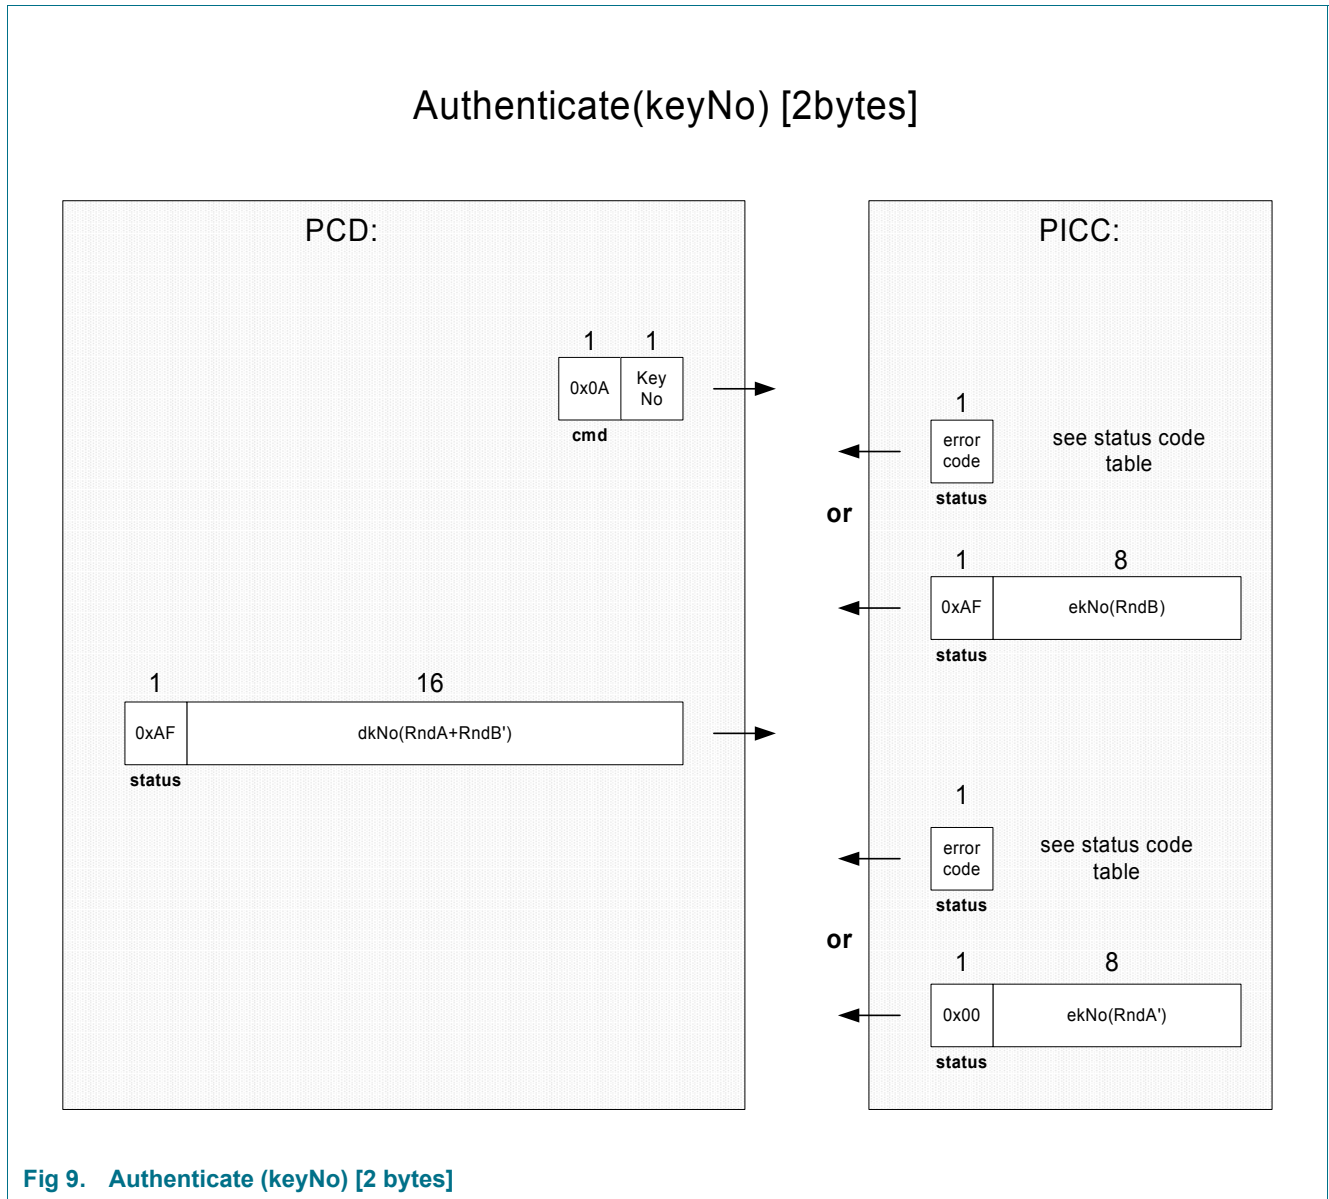 Authenticate(keyNo) [2bytes]
PCD:
PICC:
1 1
0x0A Key
No
cmd
1
error
code
see status code
table
status
or
1 8
0xAF ekNo(RndB)
status
1 16
0xAF dkNo(RndA+RndB')
status
1
error
code
see status code
table
status
or
1 8
0x00 ekNo(RndA')
status
Fig 9. Authenticate (keyNo) [2 bytes]